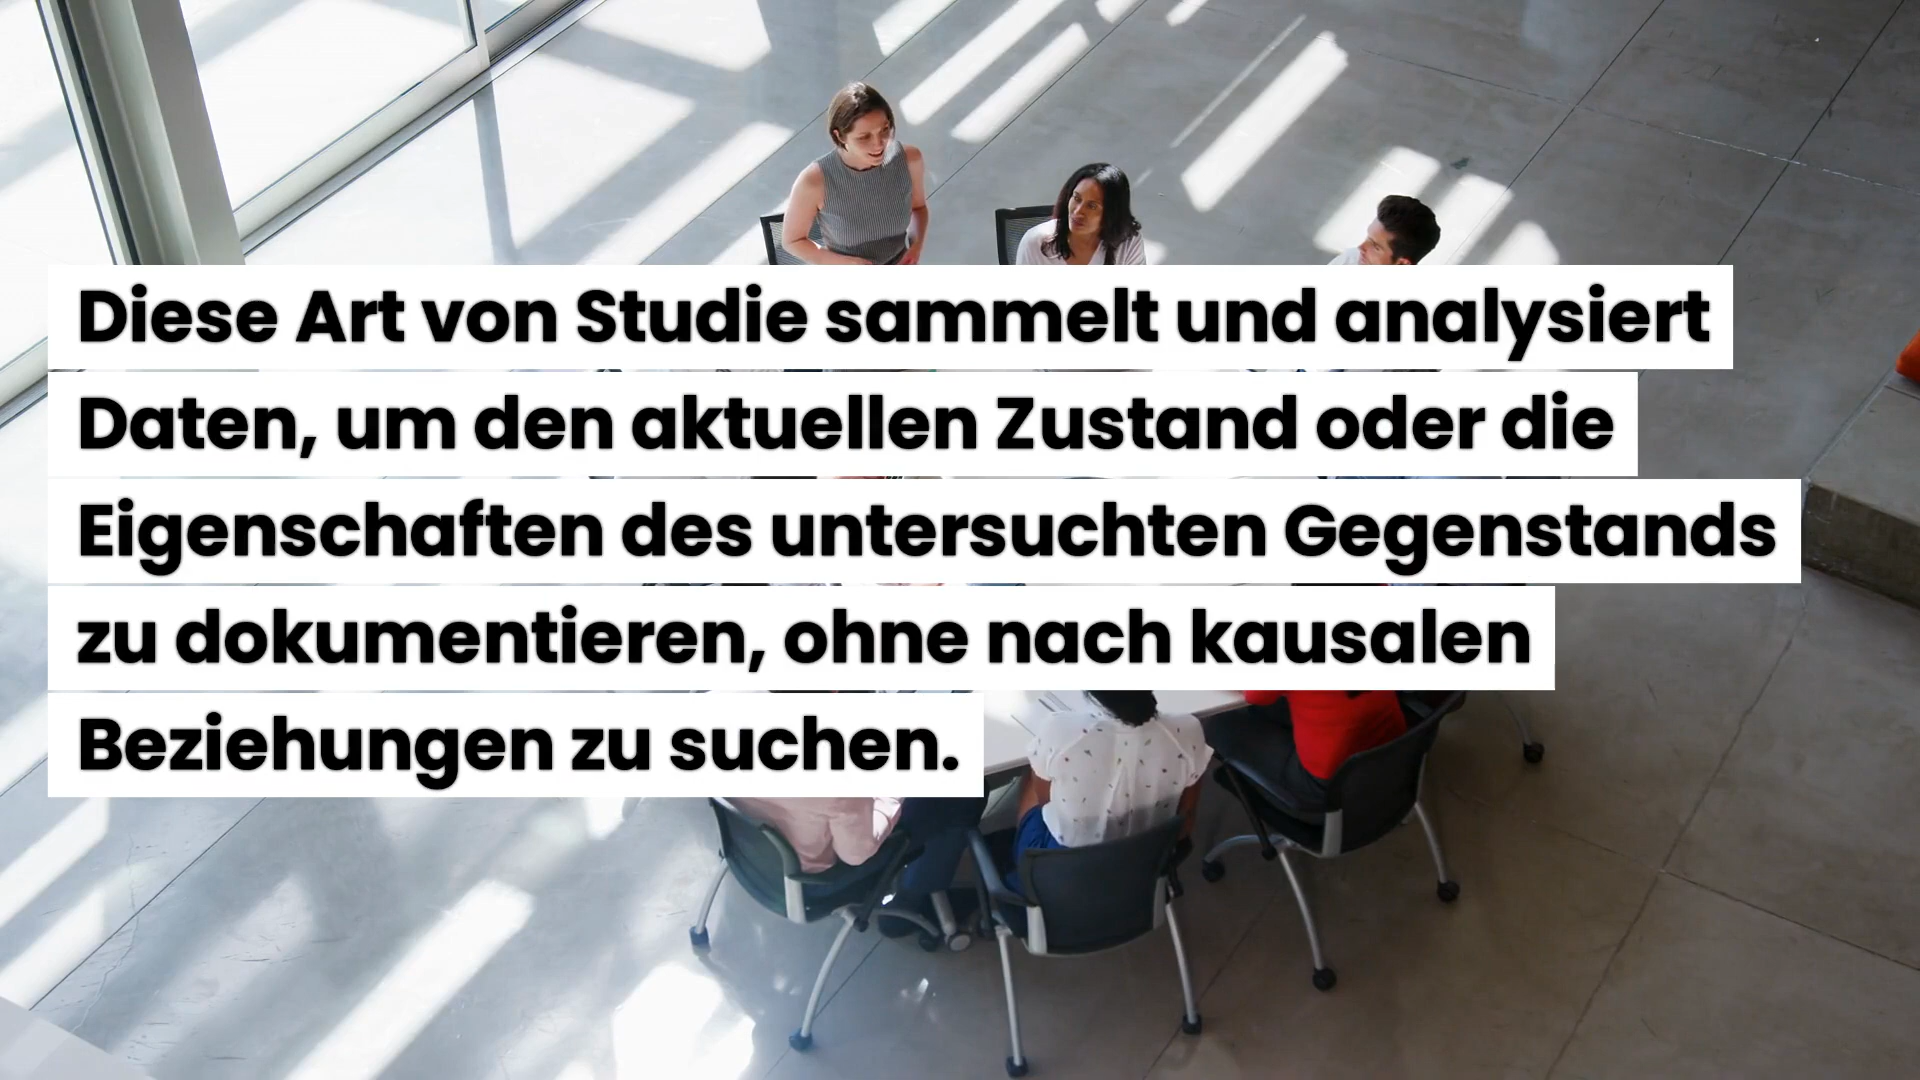 Diese Art von Studie sammelt und analysiert
Daten, um den aktuellen Zustand oder die
Eigenschaften des untersuchten Gegenstands
zu dokumentieren, ohne nach kausalen
Beziehungen zu suchen.